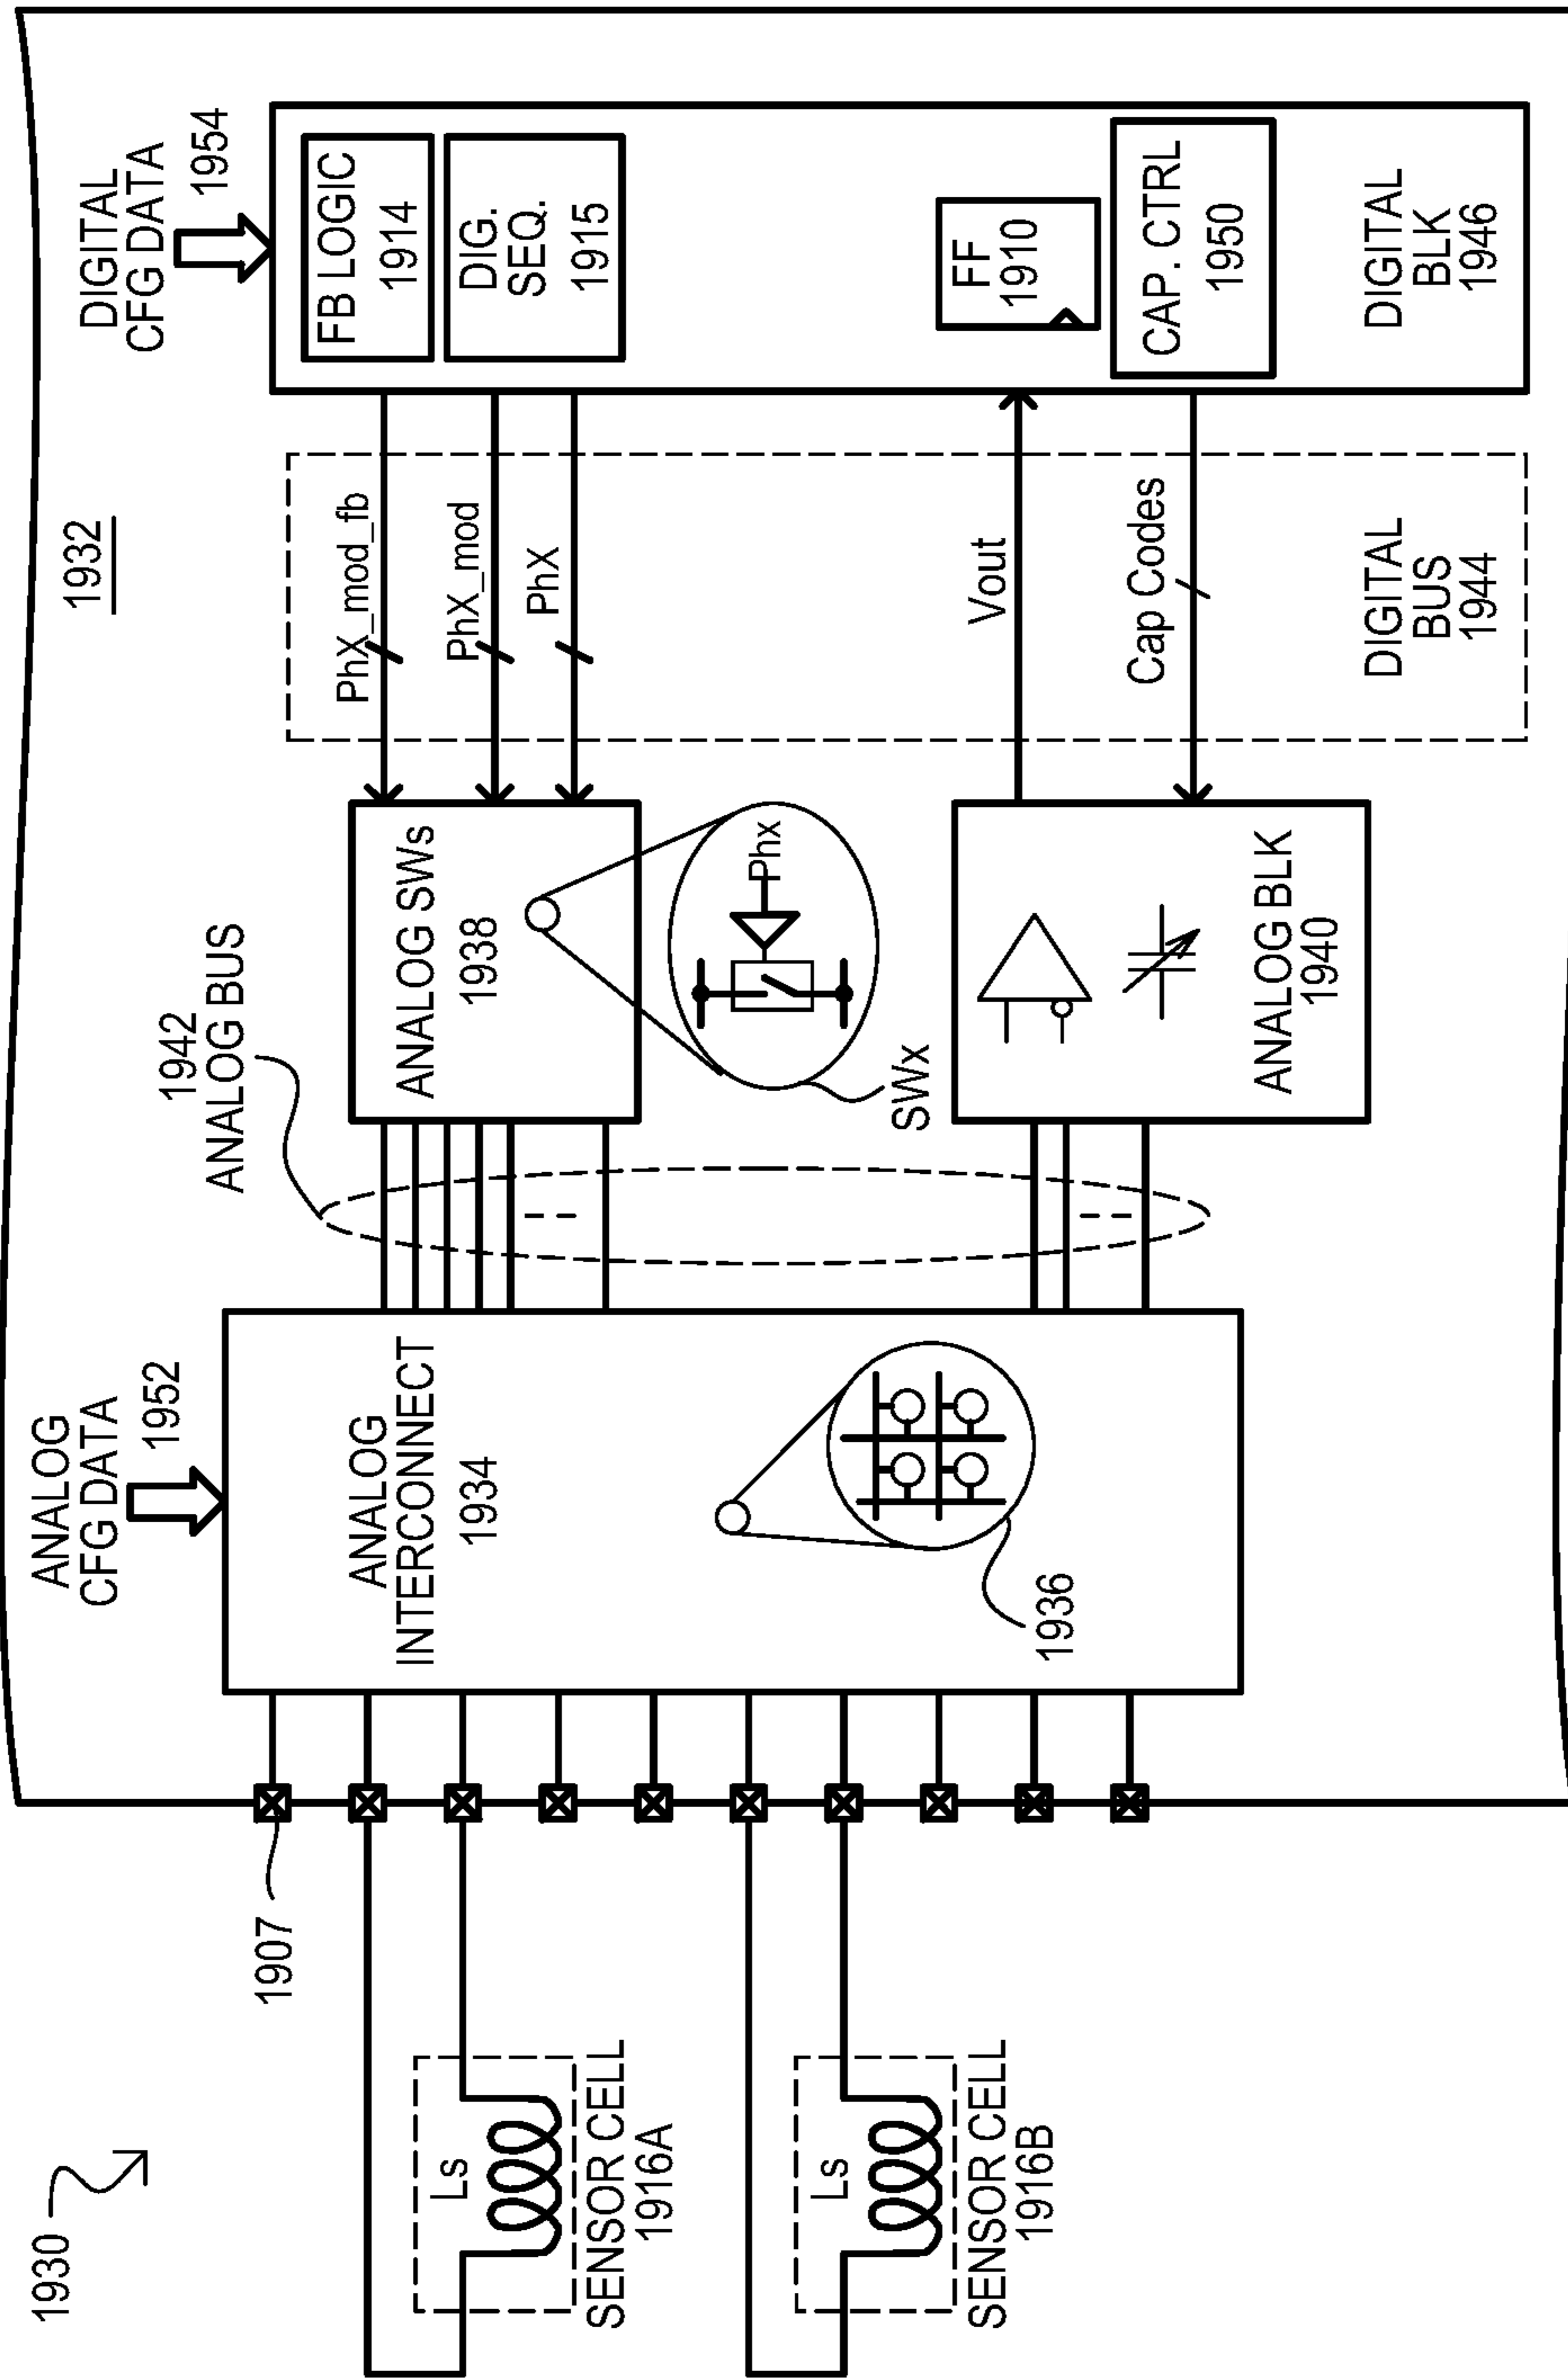 1930
1932
ANALOG
CFG DATA
1952
DIGITAL
CFG DATA
1954
1942
ANALOG BUS
1907
Ls
SENSOR CELL
1916A
Ls
SENSOR CELL
1916B
ANALOG
INTERCONNECT
1934
1936
ANALOG SWs
1938
Phx
SWx
ANALOG BLK
1940
PhX_mod_fb
PhX_mod
PhX
Vout
Cap Codes
DIGITAL
BUS
1944
FB LOGIC
1914
DIG.
SEQ.
1915
FF
1910
CAP. CTRL
1950
DIGITAL
BLK
1946